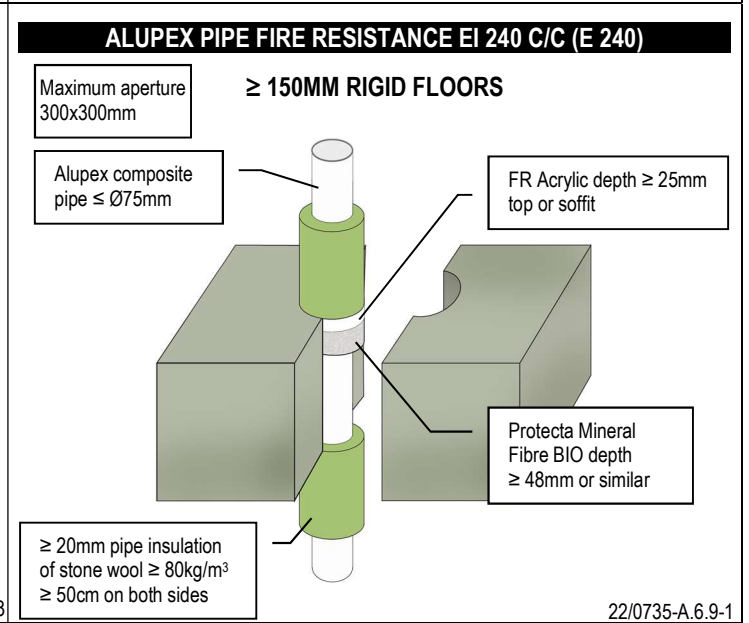 ALUPEX PIPE FIRE RESISTANCE EI 240 C/C (E 240)
Maximum aperture
300x300mm
≥ 150MM RIGID FLOORS
Alupex composite
pipe ≤ Ø75mm
FR Acrylic depth ≥ 25mm
top or soffit
Protecta Mineral
Fibre BIO depth
≥ 48mm or similar
≥ 20mm pipe insulation
of stone wool ≥ 80kg/m³
≥ 50cm on both sides
22/0735-A.6.9-1